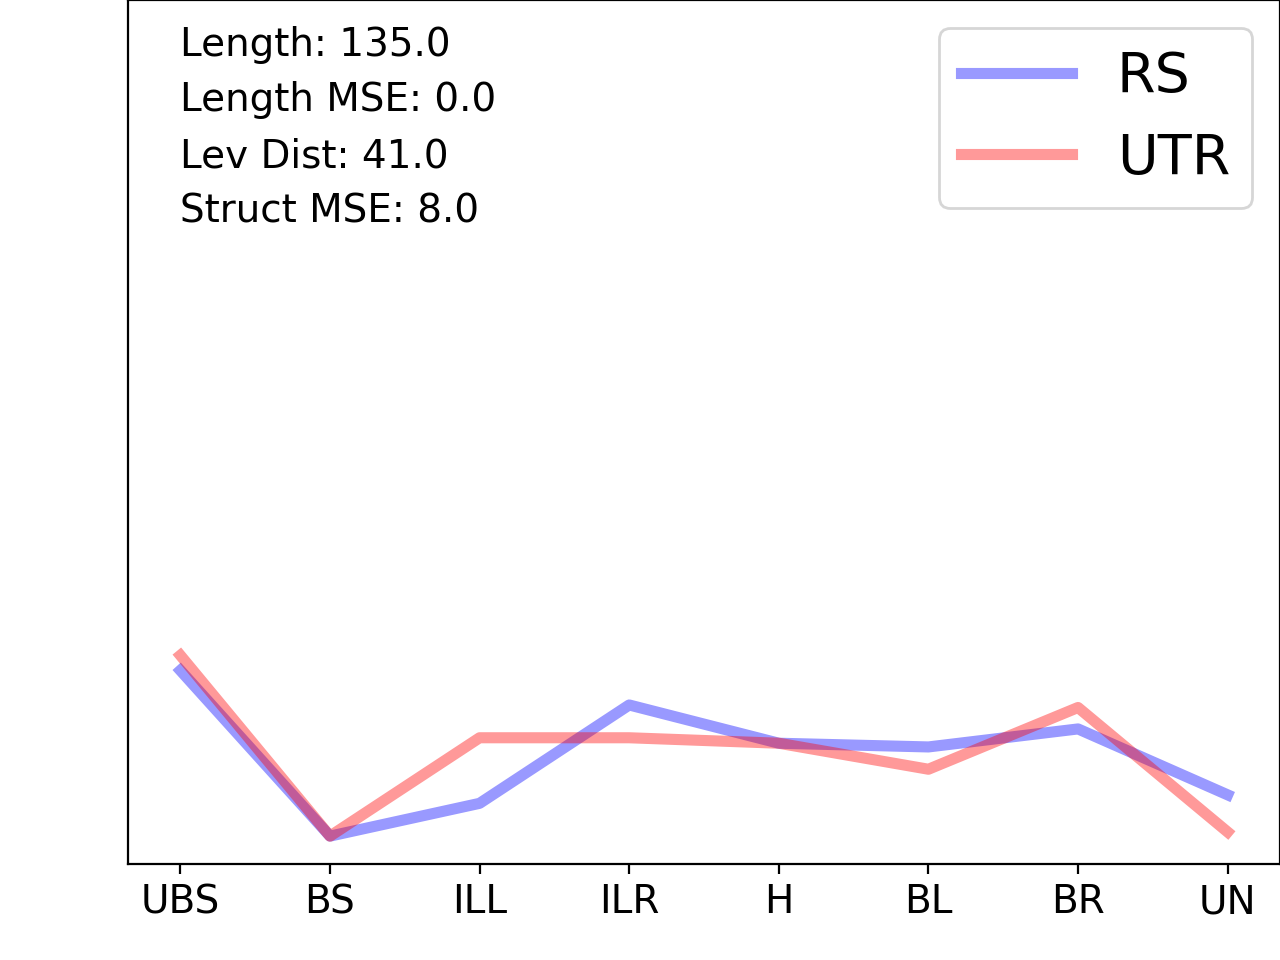 Length: 135.0
Length MSE: 0.0
Lev Dist: 41.0
Struct MSE: 8.0
RS
UTR
UBS BS ILL ILR H BL BR UN